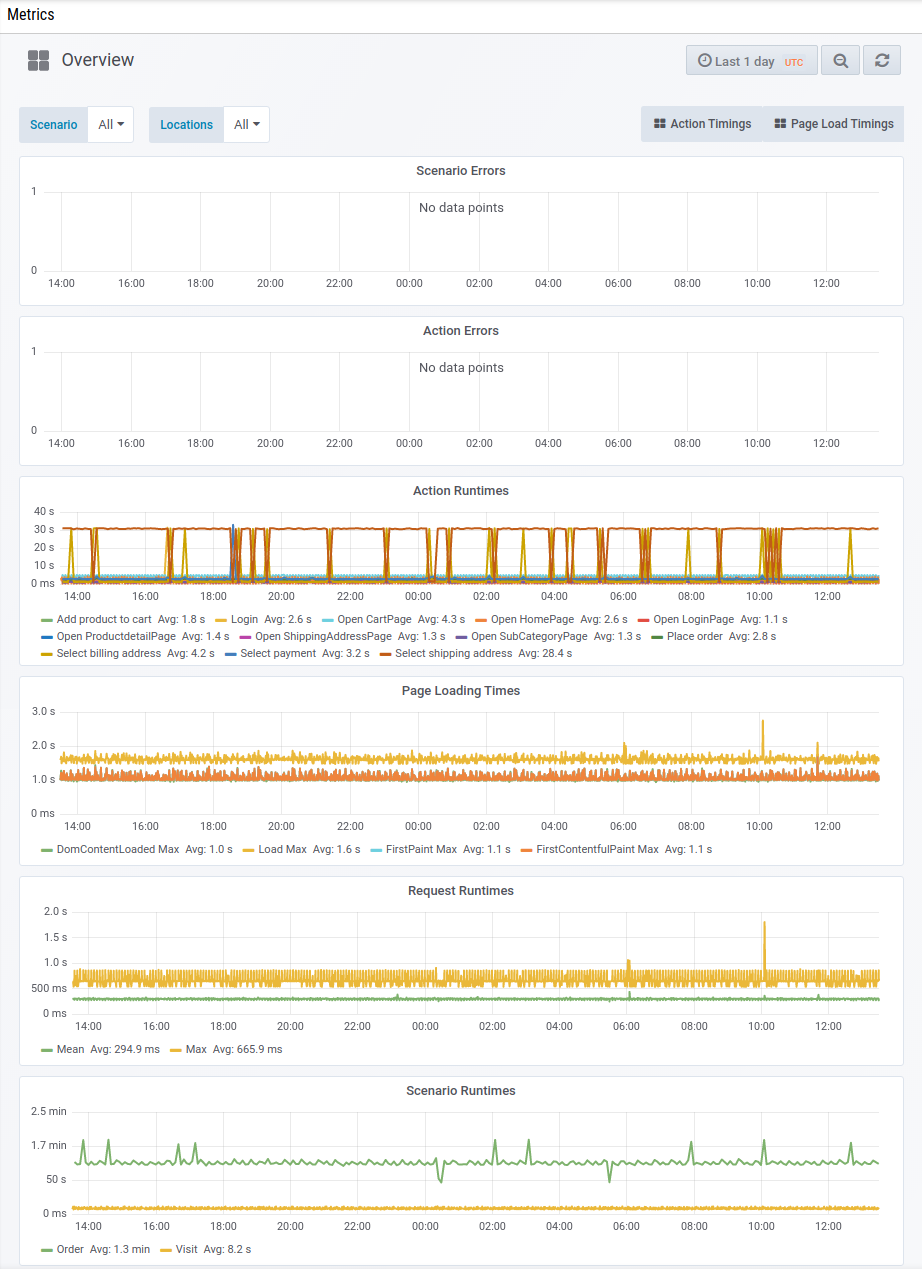 Metrics
Overview
Last 1 day UTC
Scenario All Locations All Action Timings Page Load Timings
Scenario Errors
1
No data points
0
14:00 16:00 18:00 20:00 22:00 00:00 02:00 04:00 06:00 08:00 10:00 12:00
Action Errors
1
No data points
0
14:00 16:00 18:00 20:00 22:00 00:00 02:00 04:00 06:00 08:00 10:00 12:00
Action Runtimes
40 s
30 s
20 s
10 s
0 ms
14:00 16:00 18:00 20:00 22:00 00:00 02:00 04:00 06:00 08:00 10:00 12:00
Add product to cart Avg: 1.8 s Login Avg: 2.6 s Open CartPage Avg: 4.3 s Open HomePage Avg: 2.6 s Open LoginPage Avg: 1.1 s
Open ProductdetailPage Avg: 1.4 s Open ShippingAddressPage Avg: 1.3 s Open SubCategoryPage Avg: 1.3 s Place order Avg: 2.8 s
Select billing address Avg: 4.2 s Select payment Avg: 3.2 s Select shipping address Avg: 28.4 s
Page Loading Times
3.0 s
2.0 s
1.0 s
0 ms
14:00 16:00 18:00 20:00 22:00 00:00 02:00 04:00 06:00 08:00 10:00 12:00
DomContentLoaded Max Avg: 1.0 s Load Max Avg: 1.6 s FirstPaint Max Avg: 1.1 s FirstContentfulPaint Max Avg: 1.1 s
Request Runtimes
2.0 s
1.5 s
1.0 s
500 ms
0 ms
14:00 16:00 18:00 20:00 22:00 00:00 02:00 04:00 06:00 08:00 10:00 12:00
Mean Avg: 294.9 ms Max Avg: 665.9 ms
Scenario Runtimes
2.5 min
1.7 min
50 s
0 ms
14:00 16:00 18:00 20:00 22:00 00:00 02:00 04:00 06:00 08:00 10:00 12:00
Order Avg: 1.3 min Visit Avg: 8.2 s